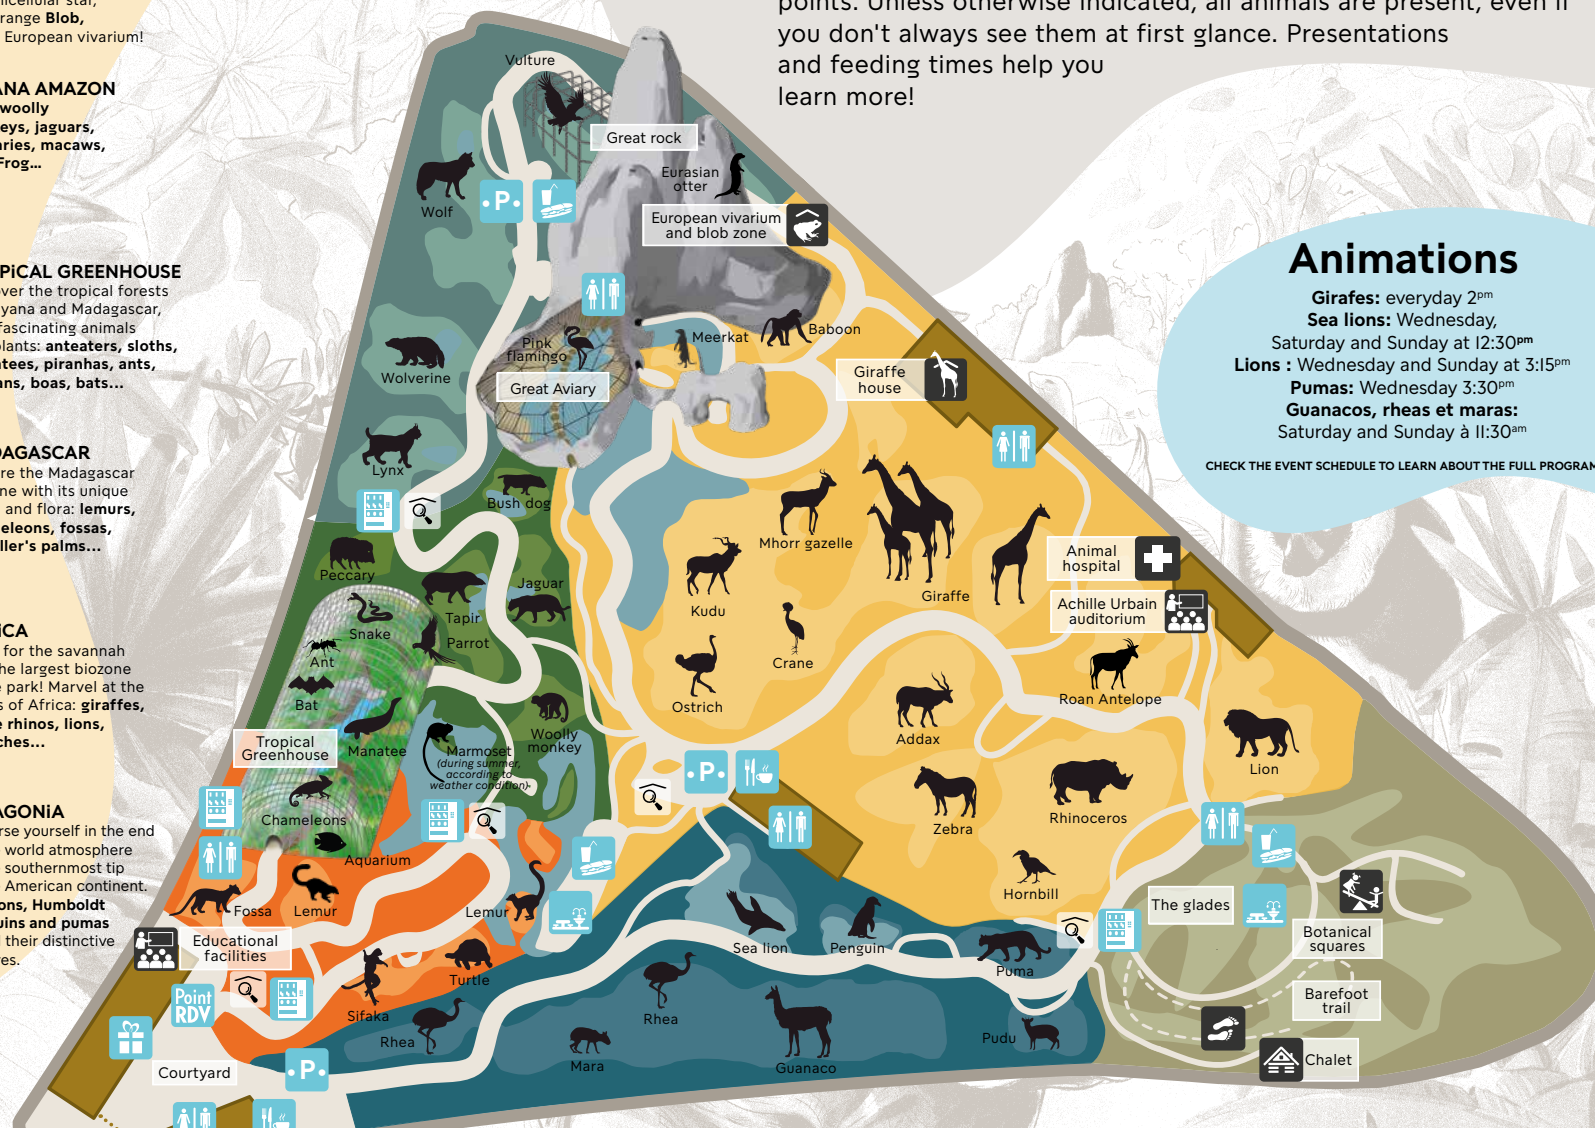 range Blob,
European vivarium!
ANA AMAZON
woolly
eys, jaguars,
aries, macaws,
Frog...
PiCAL GREENHOUSE
over the tropical forests
yana and Madagascar,
fascinating animals
plants: anteaters, sloths,
atees, piranhas, ants,
ans, boas, bats...
DAGASCAR
re the Madagascar
ne with its unique
and flora: lemurs,
eleons, fossas,
ller's palms...
iCA
for the savannah
he largest biozone
park! Marvel at the
s of Africa: giraffes,
e rhinos, lions,
ches...
AGONiA
rse yourself in the end
world atmosphere
southernmost tip
American continent.
ons, Humboldt
uins and pumas
their distinctive
res.
points. Unless otherwise indicated, all animals are present, even if
you don't always see them at first glance. Presentations
and feeding times help you
learn more!
Animations
Girafes: everyday 2pm
Sea lions: Wednesday,
Saturday and Sunday at 12:30pm
Lions : Wednesday and Sunday at 3:15pm
Pumas: Wednesday 3:30pm
Guanacos, rheas et maras:
Saturday and Sunday à 11:30am
CHECK THE EVENT SCHEDULE TO LEARN ABOUT THE FULL PROGRAM
Vulture
Great rock
Eurasian
otter
Wolf
P
European vivarium
and blob zone
Pink
flamingo
Meerkat
Baboon
Wolverine
Great Aviary
Giraffe
house
Lynx
Bush dog
Mhorr gazelle
Peccary
Jaguar
Tapir
Kudu
Giraffe
Animal
hospital
Achille Urbain
auditorium
Snake
Parrot
Ant
Crane
Bat
Ostrich
Roan Antelope
Addax
Woolly
monkey
Tropical
Greenhouse
Manatee
Marmoset
(during summer,
according to
weather condition)
P
Lion
Chameleons
Zebra
Rhinoceros
Aquarium
Hornbill
Fossa
Lemur
Lemur
The glades
Educational
facilities
Sea lion
Penguin
Puma
Botanical
squares
Turtle
Point
RDV
Sifaka
Rhea
Rhea
Barefoot
trail
Pudu
Mara
Guanaco
Chalet
Courtyard
P